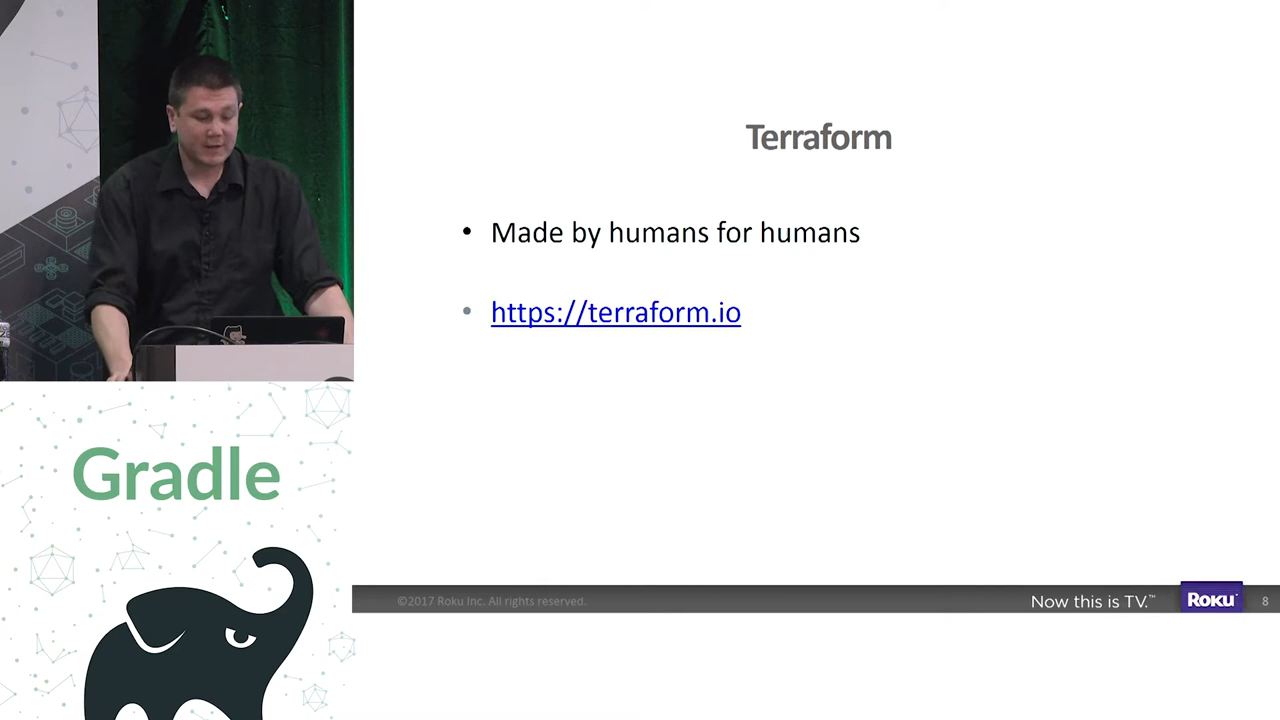 Terraform
• Made by humans for humans
• https://terraform.io
Gradle
©2017 Roku Inc. All rights reserved.
Now this is TV.™
Roku
8